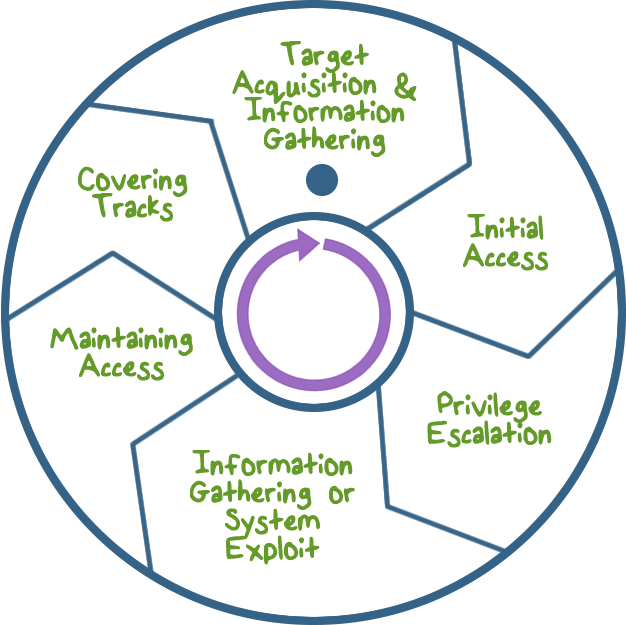 Target
Acquisition &
Information
Gathering
Initial
Access
Privilege
Escalation
Information
Gathering or
System
Exploit
Maintaining
Access
Covering
Tracks